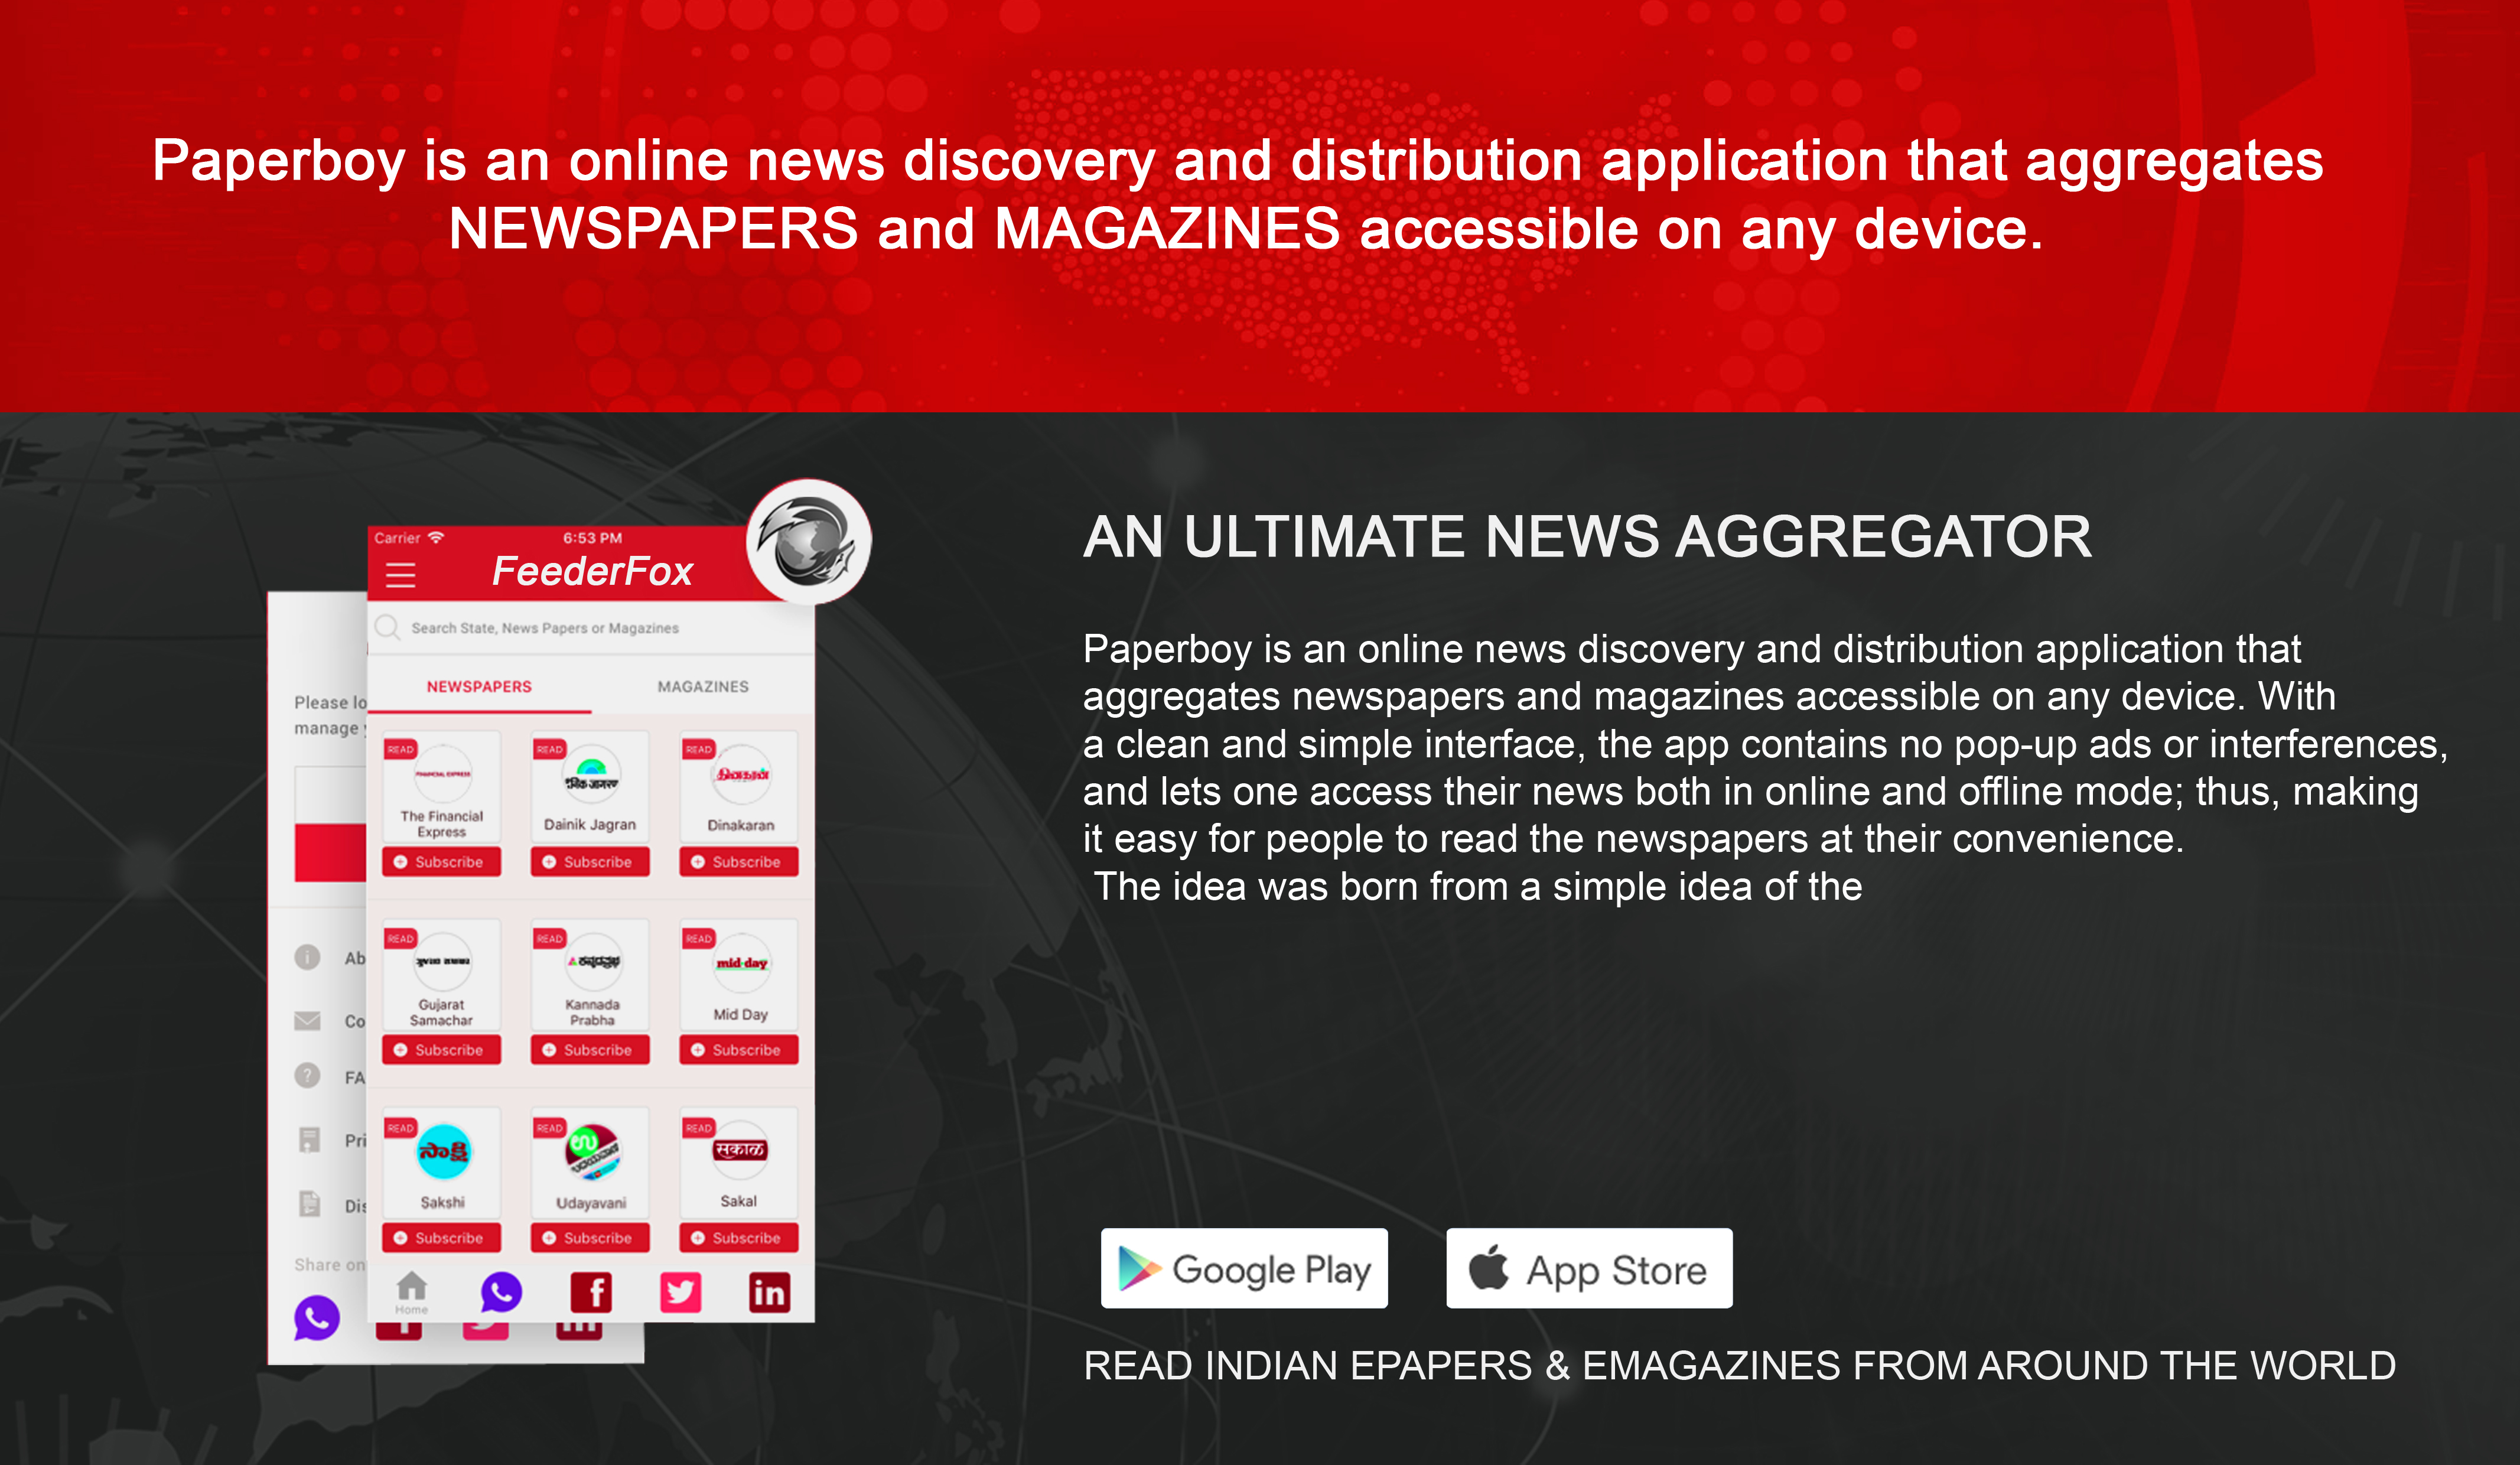 Paperboy is an online news discovery and distribution application that aggregates
NEWSPAPERS and MAGAZINES accessible on any device.
Carrier
6:53 PM
FeederFox
Search State, News Papers or Magazines
NEWSPAPERS
MAGAZINES
READ
READ
READ
FINANCIAL EXPRESS
दिनकरन்
The Financial
Express
Dainik Jagran
Dinakaran
Subscribe
Subscribe
Subscribe
READ
READ
READ
ಕನ್ನಡಪ್ರಭ
mid-day
Gujarat
Samachar
Kannada
Prabha
Mid Day
Subscribe
Subscribe
Subscribe
READ
READ
READ
సాక్షి
ಉ
सकाळ
Sakshi
Udayavani
Sakal
Subscribe
Subscribe
Subscribe
Home
f
in
Please lo
manage
Ab
Co
FA
Pri
Dis
Share on
AN ULTIMATE NEWS AGGREGATOR
Paperboy is an online news discovery and distribution application that
aggregates newspapers and magazines accessible on any device. With
a clean and simple interface, the app contains no pop-up ads or interferences,
and lets one access their news both in online and offline mode; thus, making
it easy for people to read the newspapers at their convenience.
The idea was born from a simple idea of the
Google Play
App Store
READ INDIAN EPAPERS & EMAGAZINES FROM AROUND THE WORLD